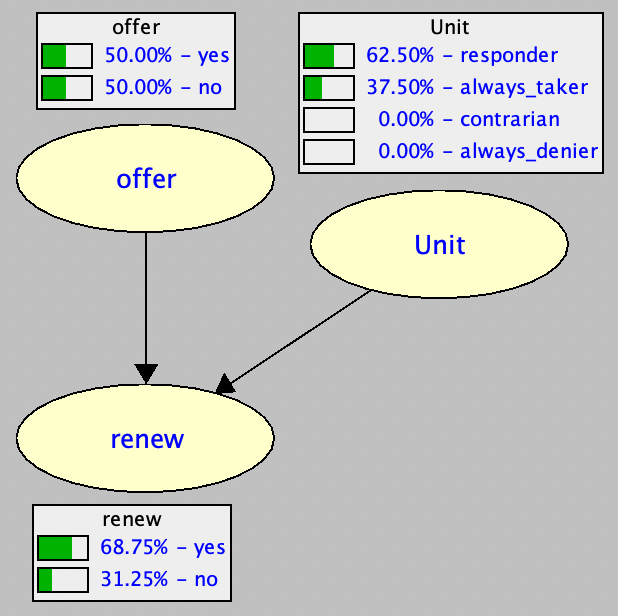 offer
50.00% – yes
50.00% – no
Unit
62.50% – responder
37.50% – always_taker
0.00% – contrarian
0.00% – always_denier
offer
Unit
renew
renew
68.75% – yes
31.25% – no